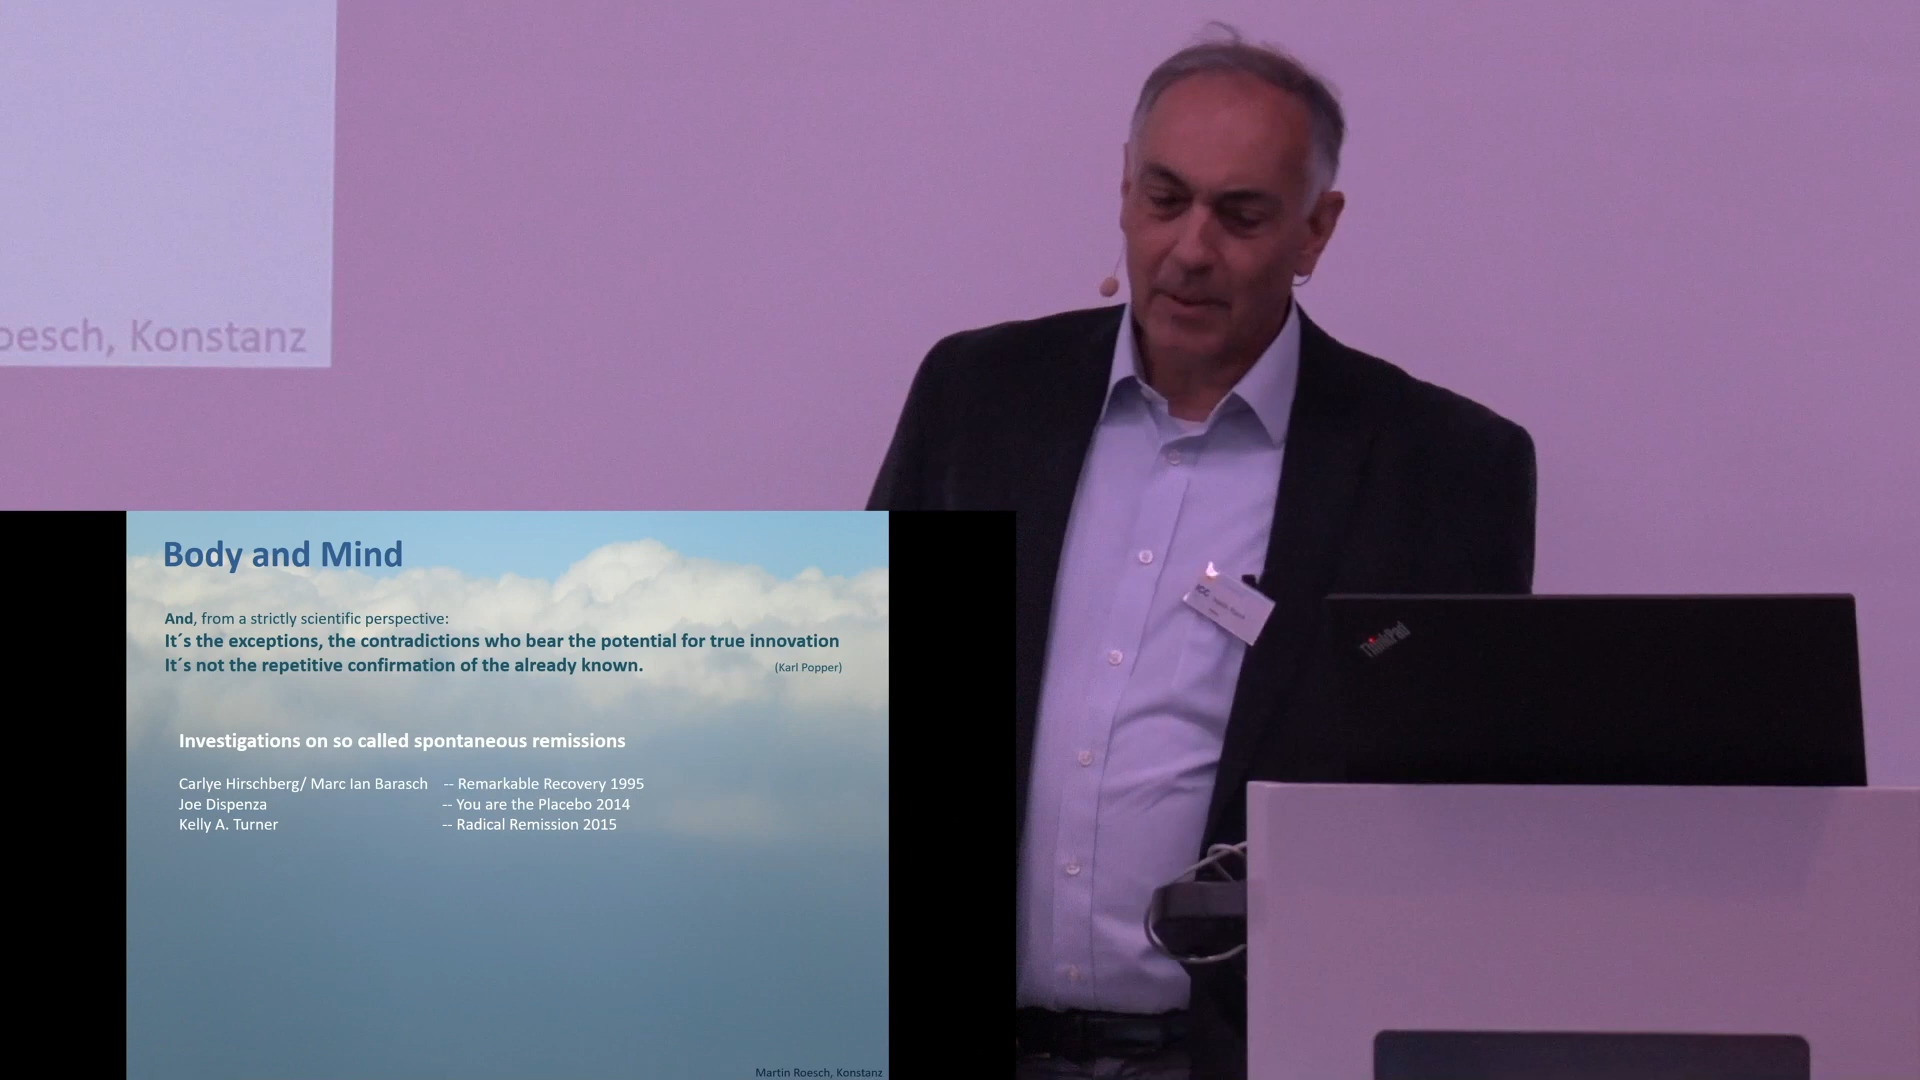 oesch, Konstanz
Body and Mind
And, from a strictly scientific perspective:
It´s the exceptions, the contradictions who bear the potential for true innovation
It´s not the repetitive confirmation of the already known. (Karl Popper)
Investigations on so called spontaneous remissions
Carlye Hirschberg/ Marc Ian Barasch -- Remarkable Recovery 1995
Joe Dispenza -- You are the Placebo 2014
Kelly A. Turner -- Radical Remission 2015
Martin Roesch, Konstanz
ThinkPad